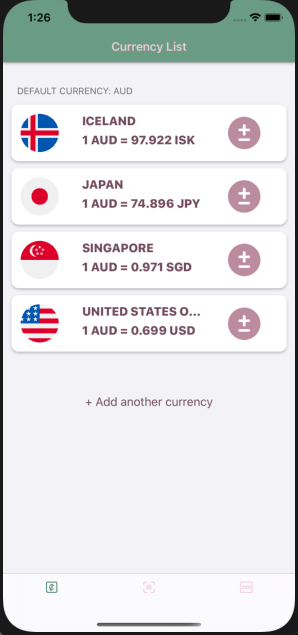 1:26
Currency List
DEFAULT CURRENCY: AUD
ICELAND
1 AUD = 97.922 ISK
JAPAN
1 AUD = 74.896 JPY
SINGAPORE
1 AUD = 0.971 SGD
UNITED STATES O...
1 AUD = 0.699 USD
+ Add another currency